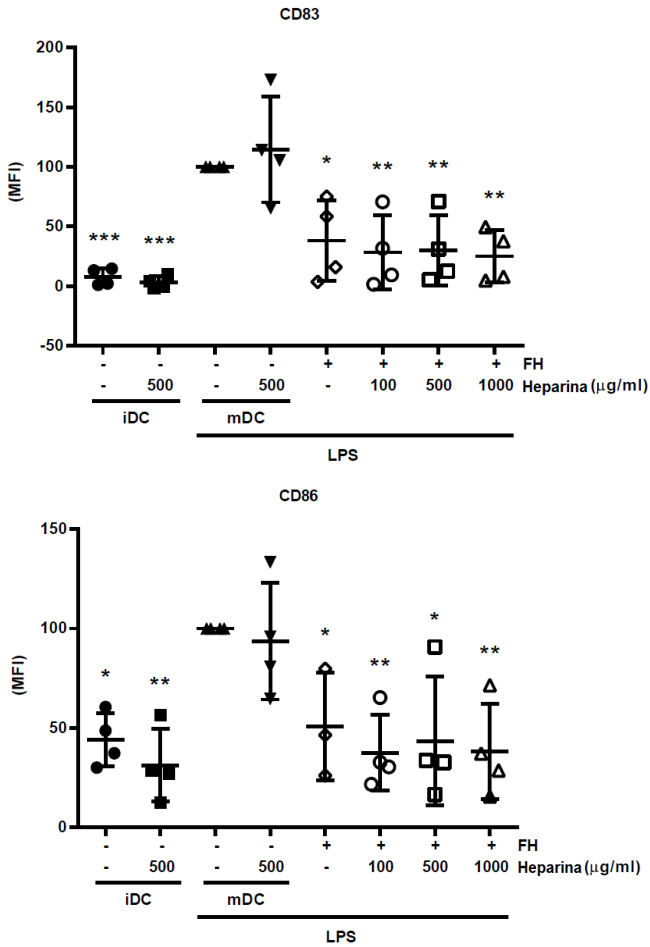 CD83
200
150
100
50
0
-50
(MFI)
*** *** * ** ** **
- - - - + + + + FH
- 500 - 500 - 100 500 1000 Heparina (μg/ml)
iDC mDC
LPS
CD86
150
100
50
0
(MFI)
* ** * ** * **
- - - - + + + + FH
- 500 - 500 - 100 500 1000 Heparina (μg/ml)
iDC mDC
LPS